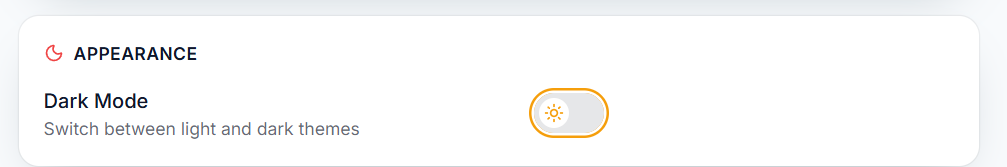 APPEARANCE
Dark Mode
Switch between light and dark themes